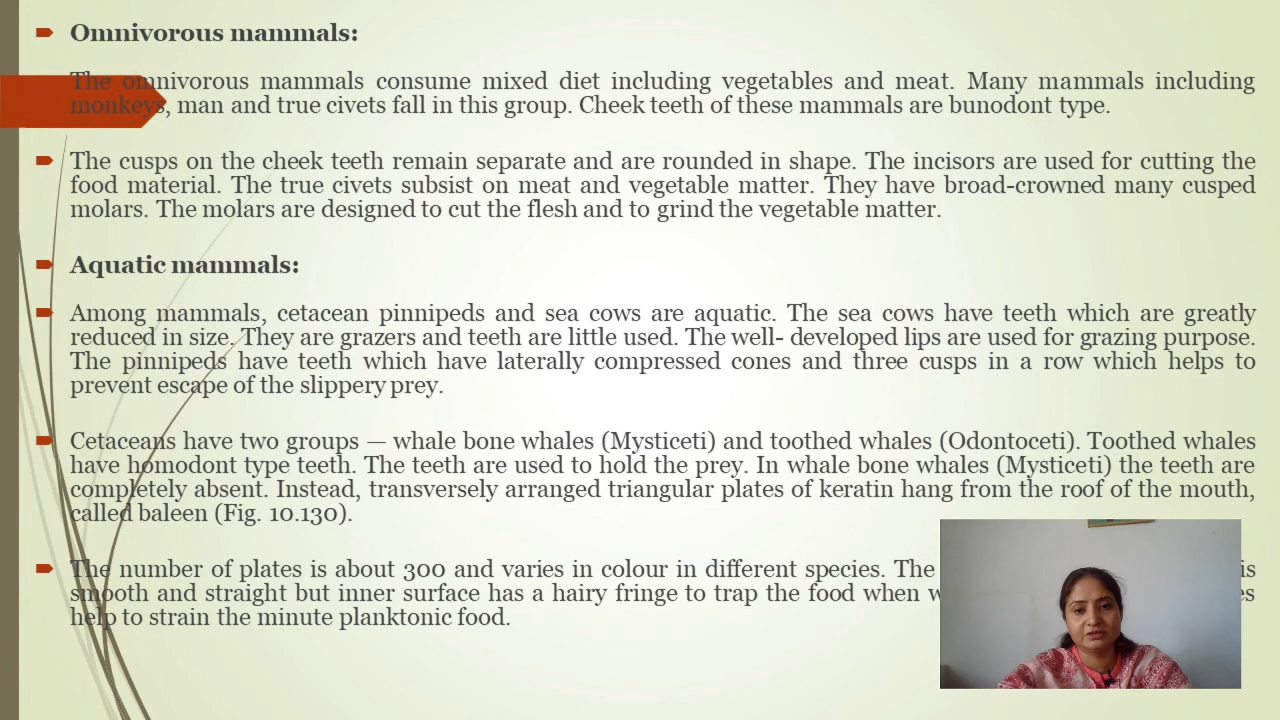 Omnivorous mammals:
The omnivorous mammals consume mixed diet including vegetables and meat. Many mammals including
monkeys, man and true civets fall in this group. Cheek teeth of these mammals are bunodont type.
The cusps on the cheek teeth remain separate and are rounded in shape. The incisors are used for cutting the
food material. The true civets subsist on meat and vegetable matter. They have broad-crowned many cusped
molars. The molars are designed to cut the flesh and to grind the vegetable matter.
Aquatic mammals:
Among mammals, cetacean pinnipeds and sea cows are aquatic. The sea cows have teeth which are greatly
reduced in size. They are grazers and teeth are little used. The well- developed lips are used for grazing purpose.
The pinnipeds have teeth which have laterally compressed cones and three cusps in a row which helps to
prevent escape of the slippery prey.
Cetaceans have two groups — whale bone whales (Mysticeti) and toothed whales (Odontoceti). Toothed whales
have homodont type teeth. The teeth are used to hold the prey. In whale bone whales (Mysticeti) the teeth are
completely absent. Instead, transversely arranged triangular plates of keratin hang from the roof of the mouth,
called baleen (Fig. 10.130).
The number of plates is about 300 and varies in colour in different species. The is
smooth and straight but inner surface has a hairy fringe to trap the food when
help to strain the minute planktonic food.